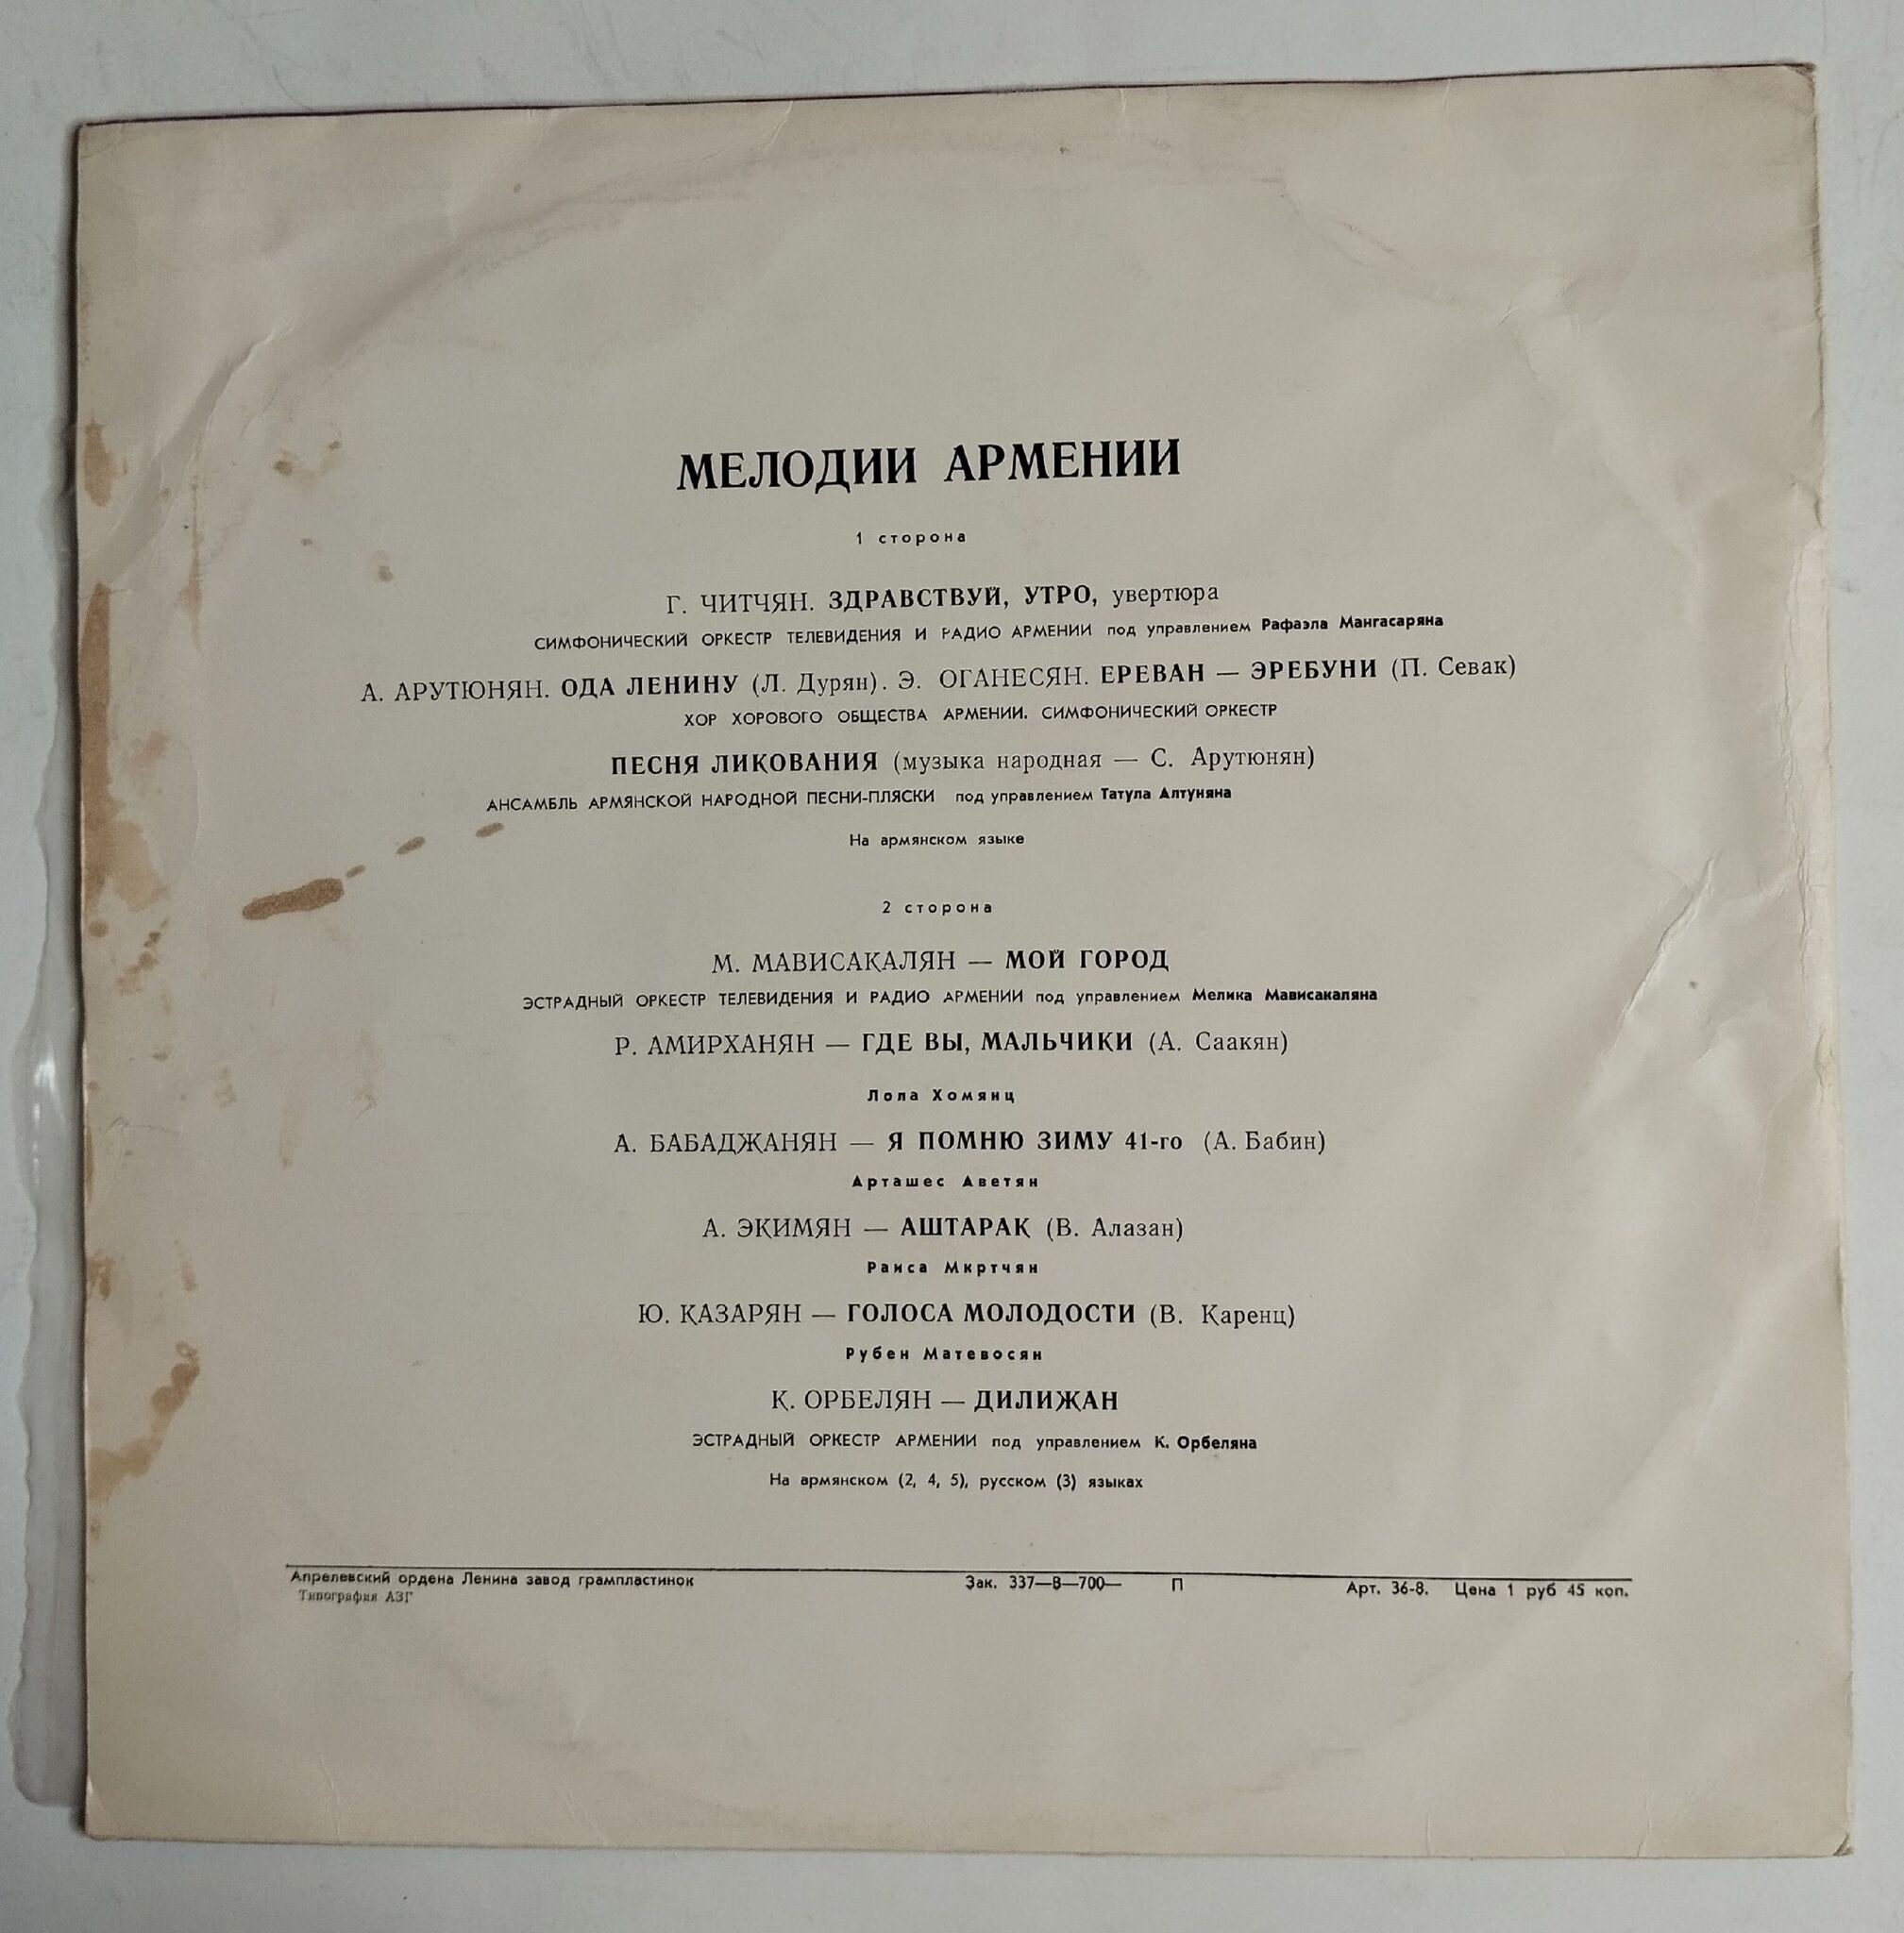 МЕЛОДИИ АРМЕНИИ
1 сторона
Г. ЧИТЧЯН. ЗДРАВСТВУЙ, УТРО, увертюра
СИМФОНИЧЕСКИЙ ОРКЕСТР ТЕЛЕВИДЕНИЯ И РАДИО АРМЕНИИ под управлением Рафаэла Мангасаряна
А. АРУТЮНЯН. ОДА ЛЕНИНУ (Л. Дурян). Э. ОГАНЕСЯН. ЕРЕВАН — ЭРЕБУНИ (П. Севак)
ХОР ХОРОВОГО ОБЩЕСТВА АРМЕНИИ. СИМФОНИЧЕСКИЙ ОРКЕСТР
ПЕСНЯ ЛИКОВАНИЯ (музыка народная — С. Арутюнян)
АНСАМБЛЬ АРМЯНСКОЙ НАРОДНОЙ ПЕСНИ-ПЛЯСКИ под управлением Татула Алтуняна
На армянском языке
2 сторона
М. МАВИСАКАЛЯН — МОЙ ГОРОД
ЭСТРАДНЫЙ ОРКЕСТР ТЕЛЕВИДЕНИЯ И РАДИО АРМЕНИИ под управлением Мелика Мависакаляна
Р. АМИРХАНЯН — ГДЕ ВЫ, МАЛЬЧИКИ (А. Саакян)
Лола Хомянц
А. БАБАДЖАНЯН — Я ПОМНЮ ЗИМУ 41-го (А. Бабин)
Арташес Аветян
А. ЭКИМЯН — АШТАРАК (В. Алазан)
Раиса Мкртчян
Ю. КАЗАРЯН — ГОЛОСА МОЛОДОСТИ (В. Каренц)
Рубен Матевосян
К. ОРБЕЛЯН — ДИЛИЖАН
ЭСТРАДНЫЙ ОРКЕСТР АРМЕНИИ под управлением К. Орбеляна
На армянском (2, 4, 5), русском (3) языках
Апрелевский ордена Ленина завод грампластинок Зак. 337—В—700— П Арт. 36-8. Цена 1 руб 45 коп.
Типография АЗГ